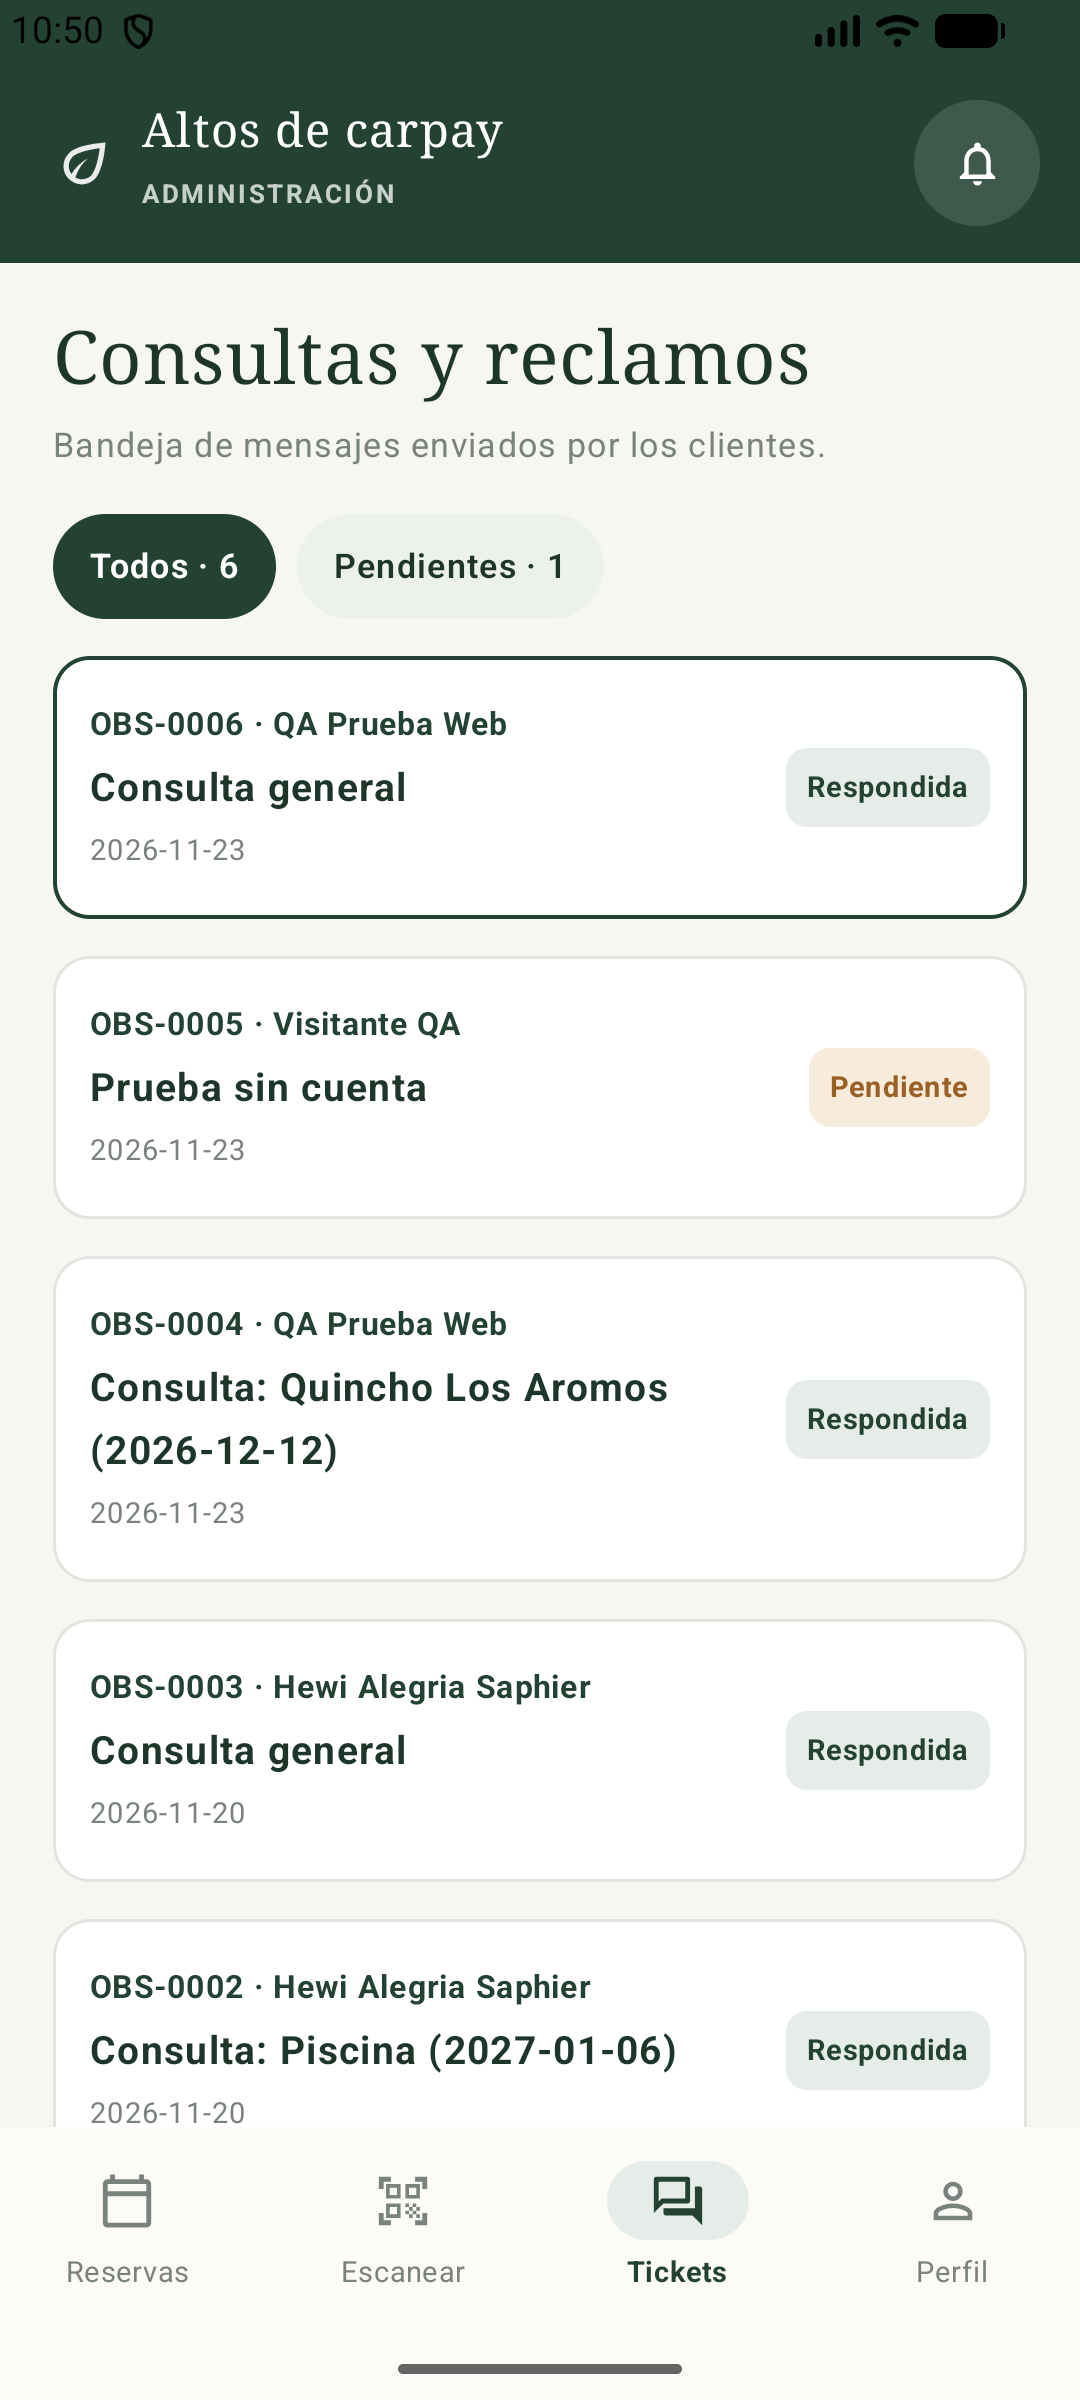 10:50
Altos de carpay
ADMINISTRACIÓN
Consultas y reclamos
Bandeja de mensajes enviados por los clientes.
Todos · 6
Pendientes · 1
OBS-0006 · QA Prueba Web
Consulta general
Respondida
2026-11-23
OBS-0005 · Visitante QA
Prueba sin cuenta
Pendiente
2026-11-23
OBS-0004 · QA Prueba Web
Consulta: Quincho Los Aromos
(2026-12-12)
Respondida
2026-11-23
OBS-0003 · Hewi Alegria Saphier
Consulta general
Respondida
2026-11-20
OBS-0002 · Hewi Alegria Saphier
Consulta: Piscina (2027-01-06)
Respondida
2026-11-20
Reservas
Escanear
Tickets
Perfil